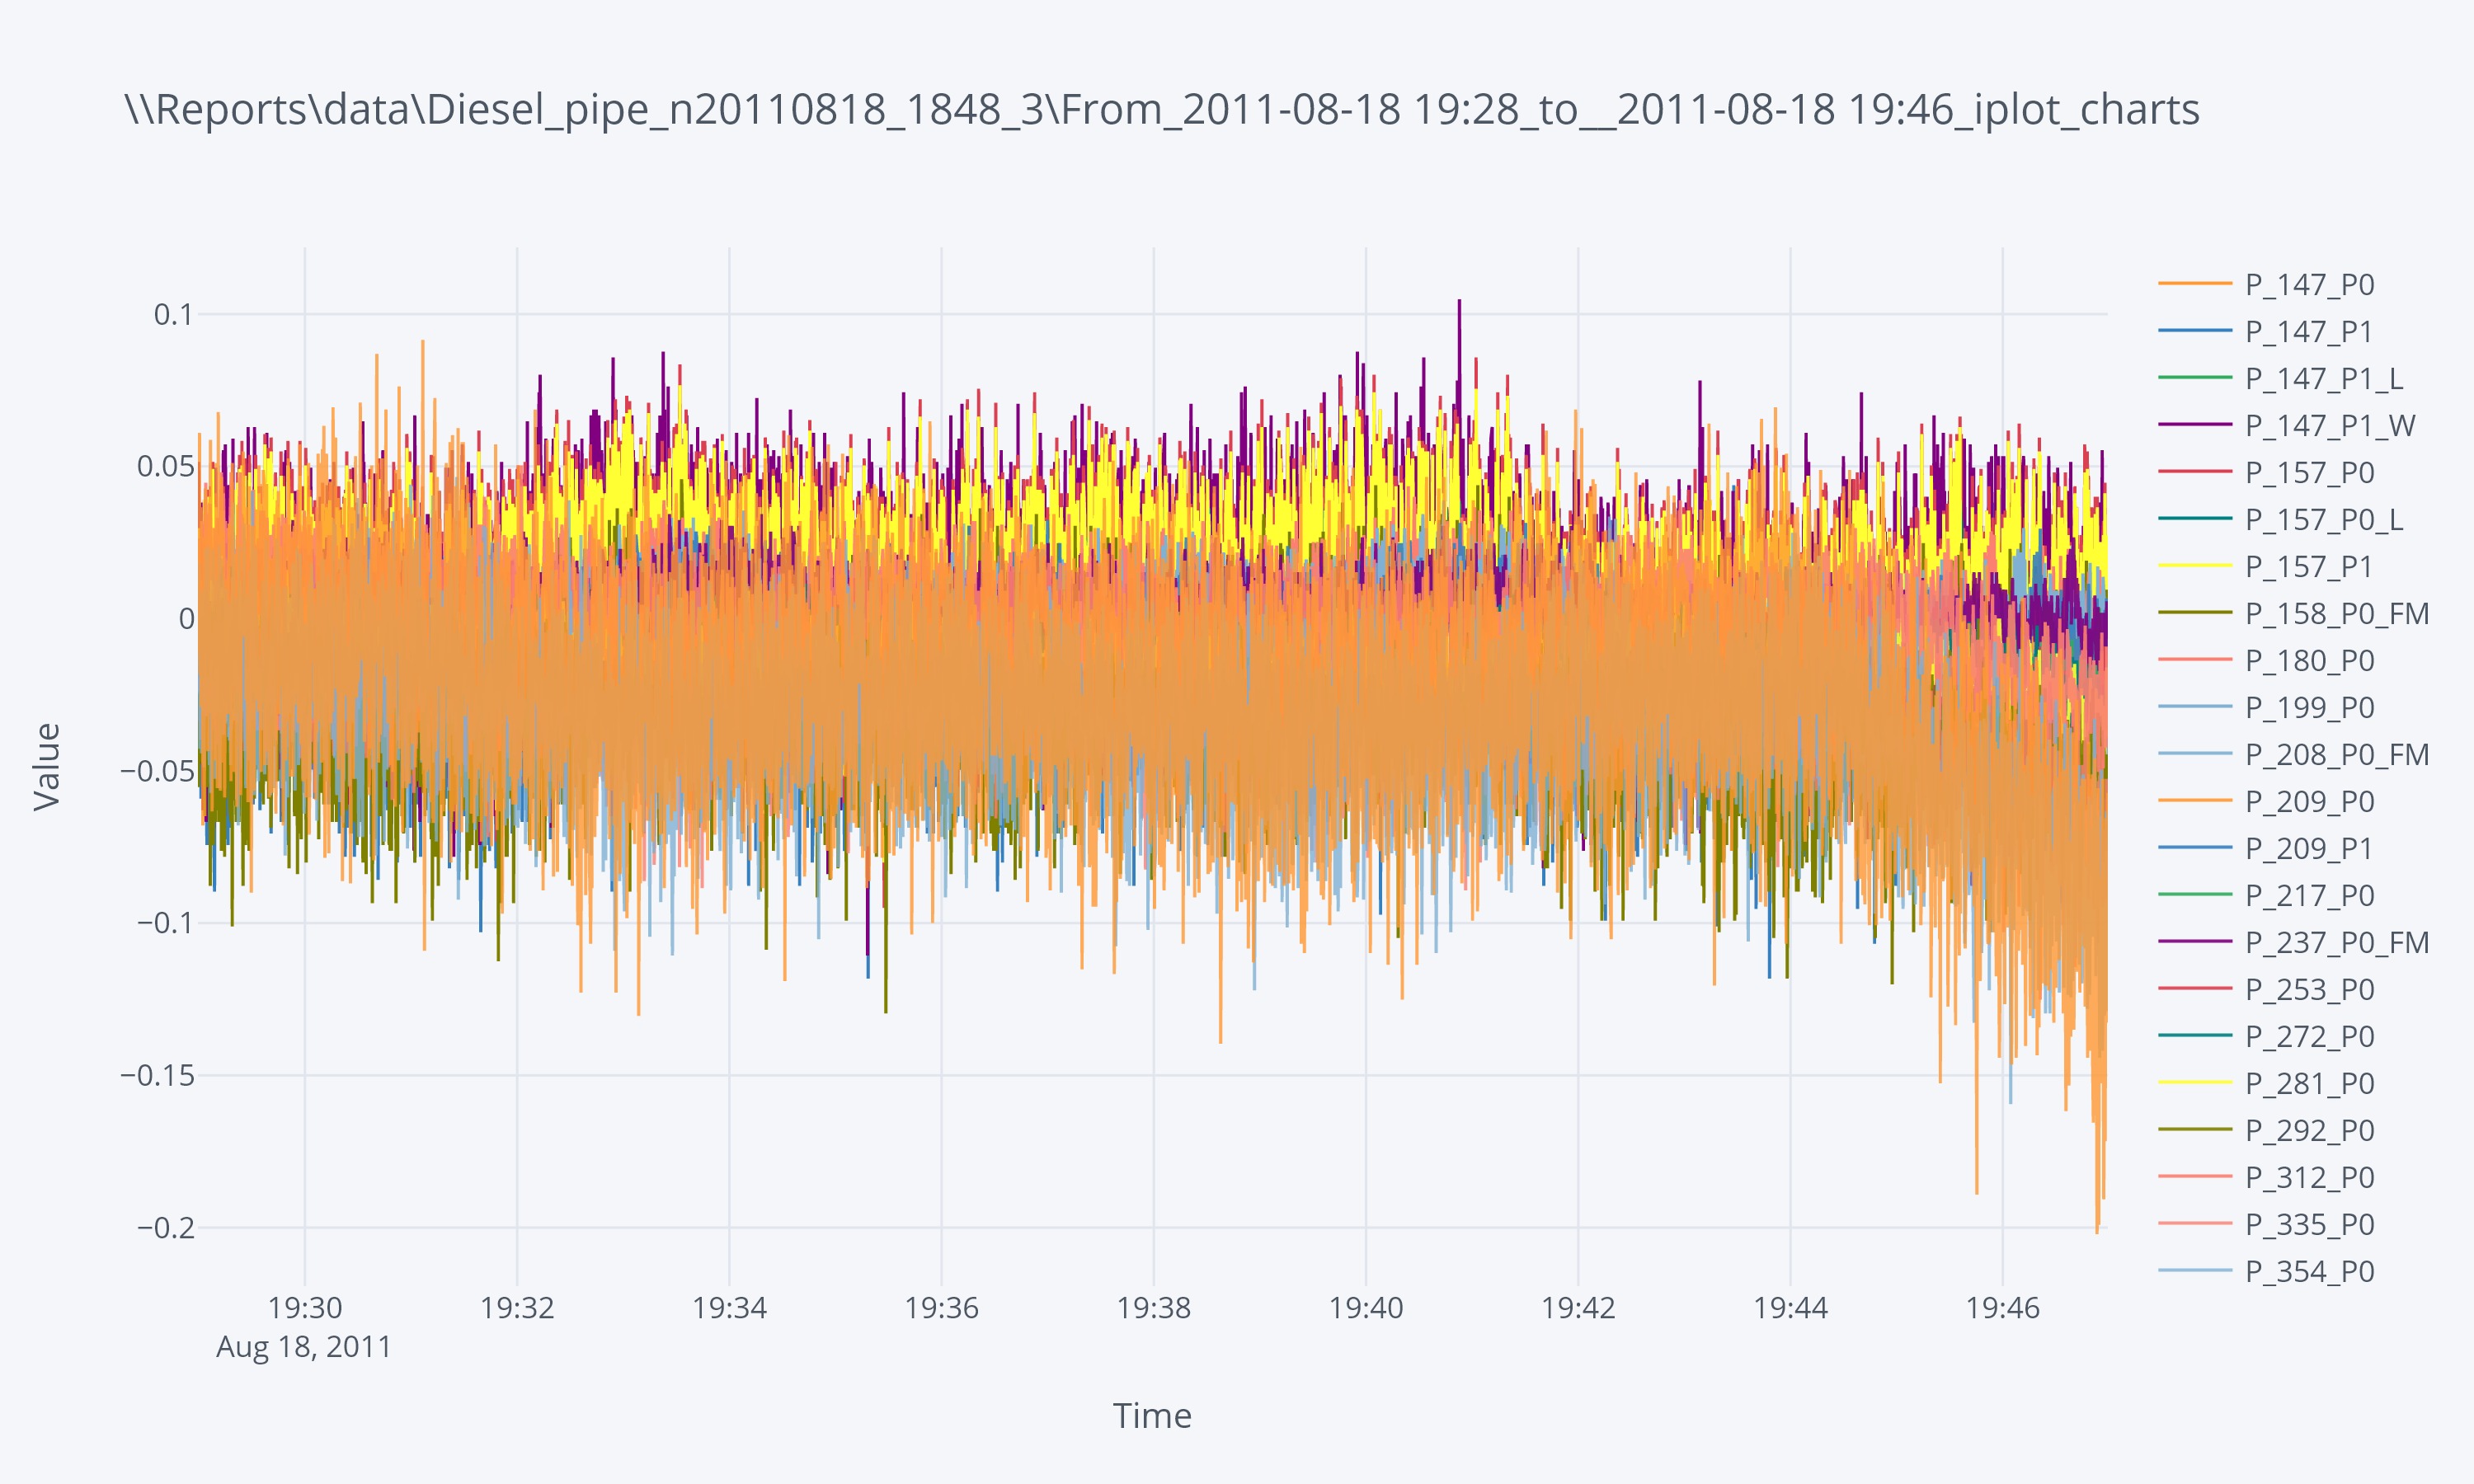 \\Reports\data\Diesel_pipe_n20110818_1848_3\From_2011-08-18 19:28_to__2011-08-18 19:46_iplot_charts
0.1
0.05
0
−0.05
−0.1
−0.15
−0.2
Value
19:30
Aug 18, 2011
19:32
19:34
19:36
19:38
19:40
19:42
19:44
19:46
Time
P_147_P0
P_147_P1
P_147_P1_L
P_147_P1_W
P_157_P0
P_157_P0_L
P_157_P1
P_158_P0_FM
P_180_P0
P_199_P0
P_208_P0_FM
P_209_P0
P_209_P1
P_217_P0
P_237_P0_FM
P_253_P0
P_272_P0
P_281_P0
P_292_P0
P_312_P0
P_335_P0
P_354_P0